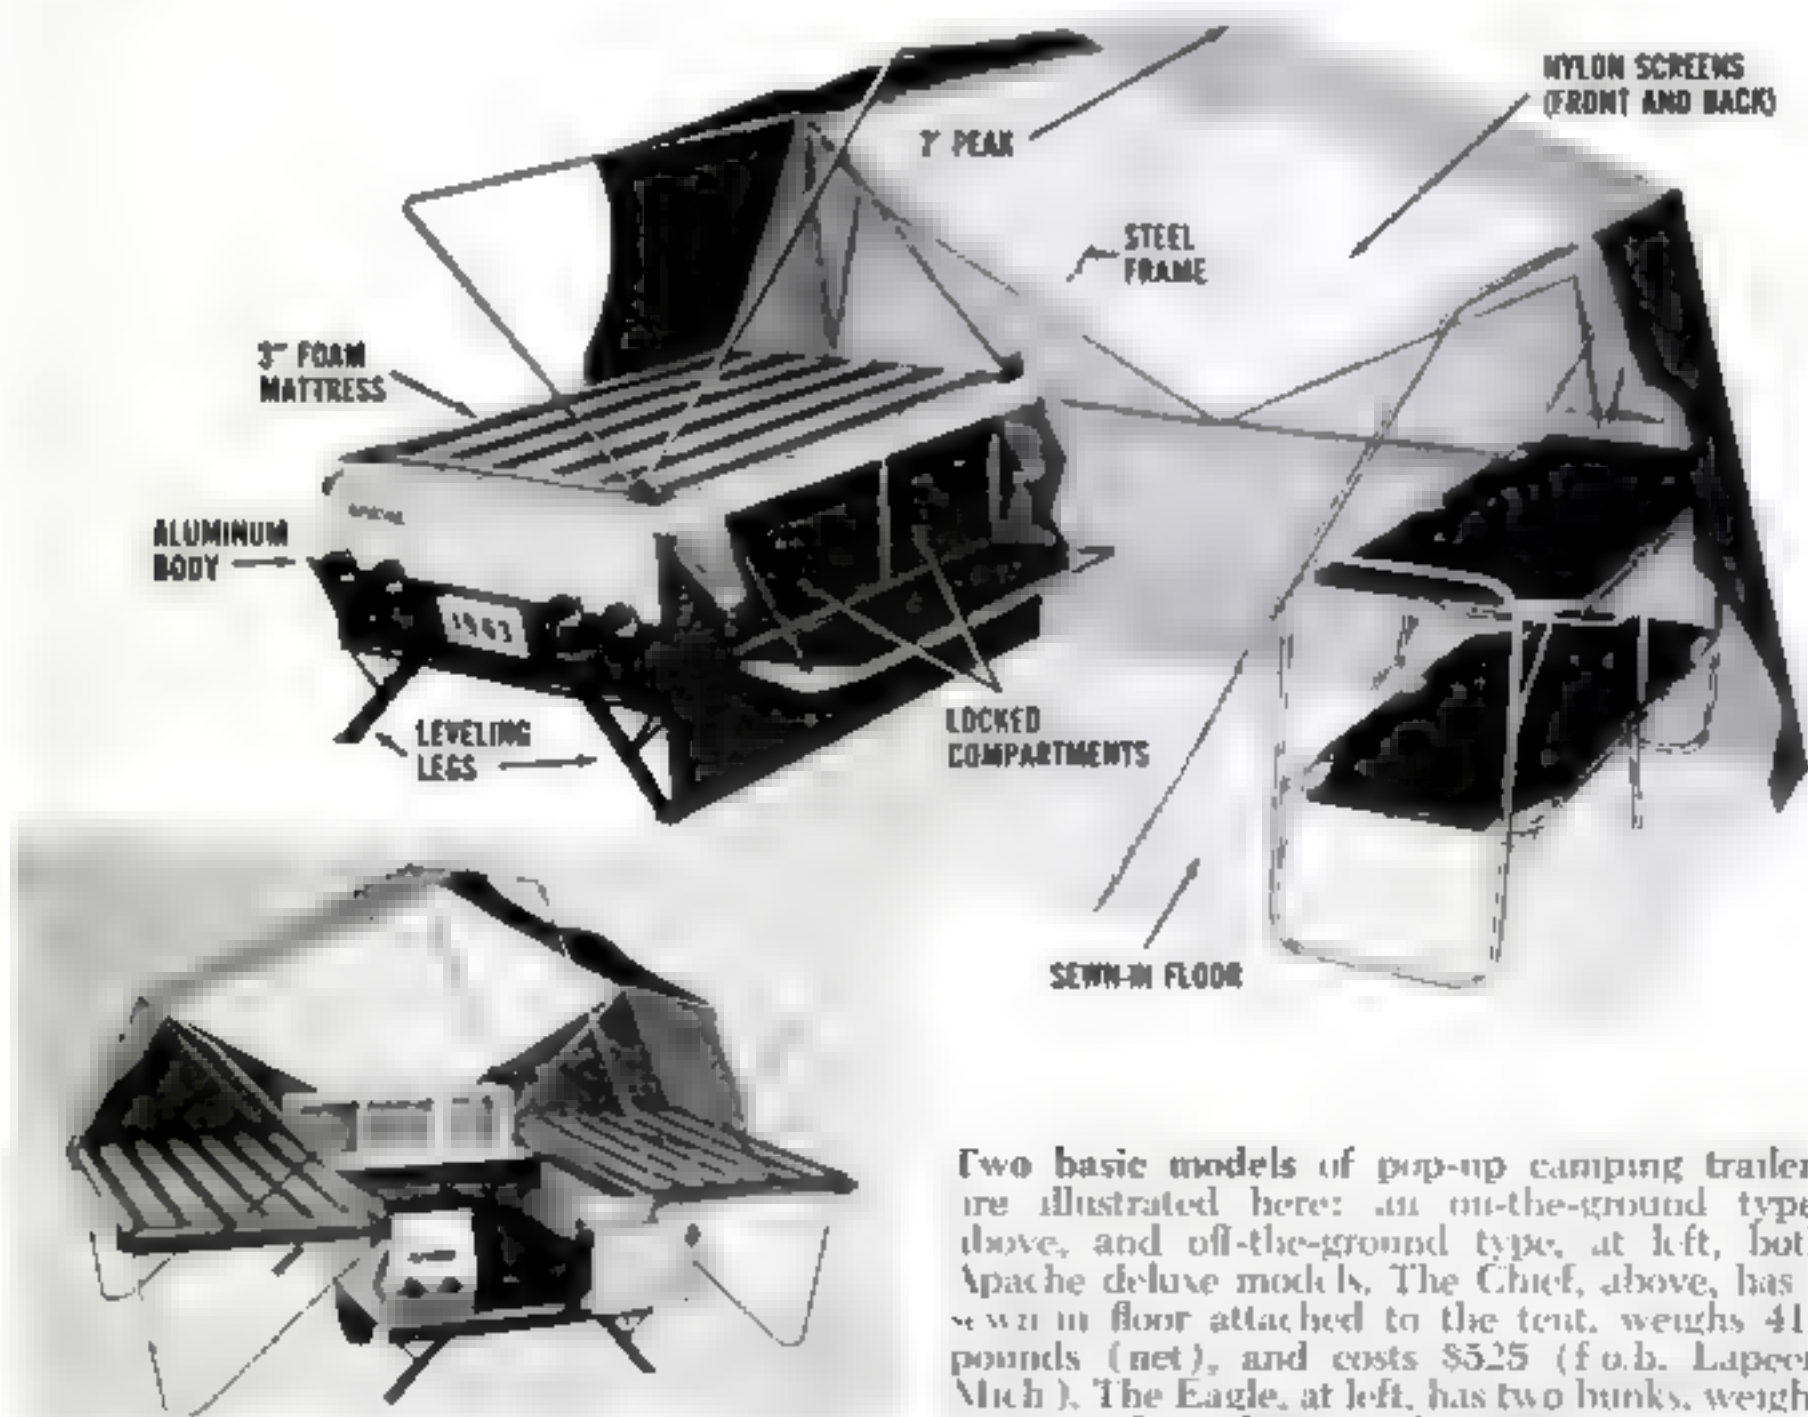 NYLON SCREENS
(FRONT AND BACK)
7' PEAK
STEEL
FRAME
3" FOAM
MATTRESS
ALUMINUM
BODY
1963
LEVELING
LEGS
LOCKED
COMPARTMENTS
SEWN-IN FLOOR
Two basic models of pop-up camping trailer
are illustrated here: an on-the-ground type
above, and off-the-ground type, at left, bot
Apache deluxe models. The Chief, above, has
sewn in floor attached to the tent, weighs 41
pounds (net), and costs $525 (f.o.b. Lapeer
Mich.). The Eagle, at left, has two bunks, weigh